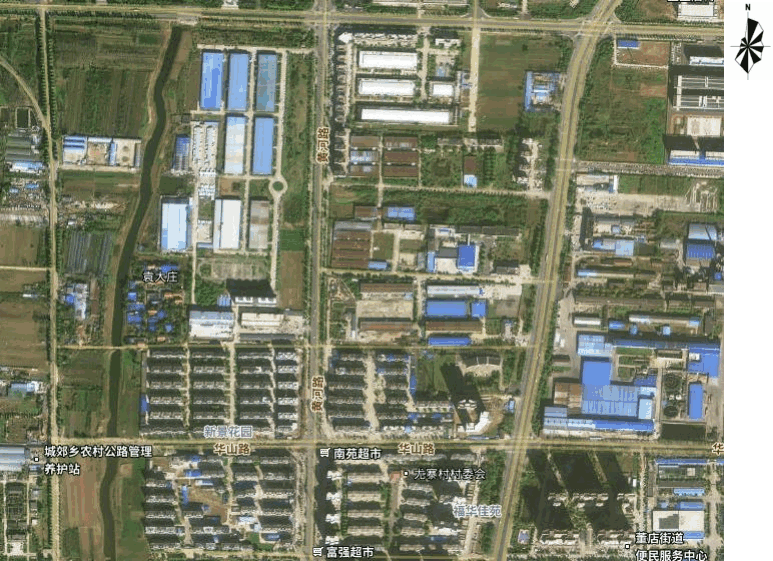 N
黄河路
袁大庄
黄河路
新景花园
华山路
南苑超市
华山路
华
城郊乡农村公路管理
养护站
尤寨村村委会
福华佳苑
富强超市
董店街道
便民服务中心